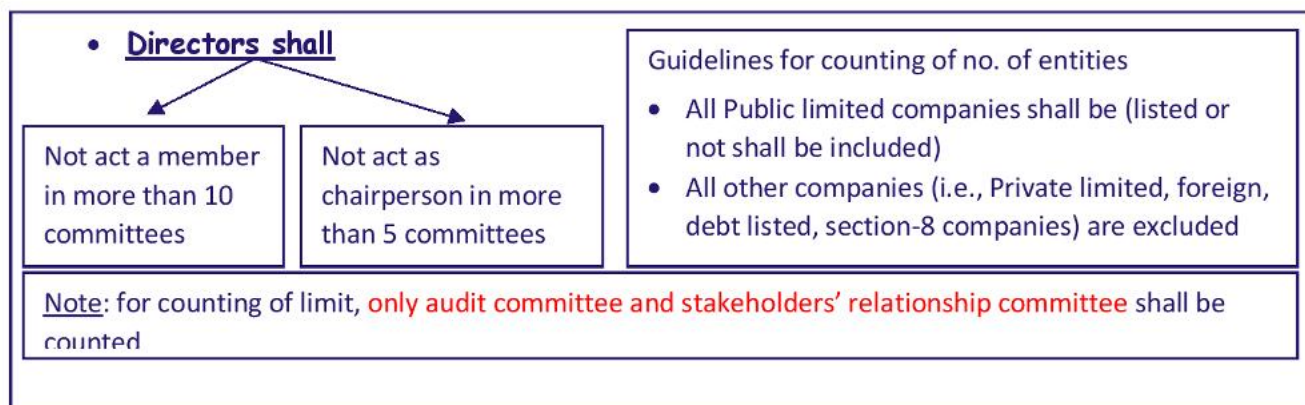 • Directors shall
Not act a member
in more than 10
committees
Not act as
chairperson in more
than 5 committees
Guidelines for counting of no. of entities
• All Public limited companies shall be (listed or
not shall be included)
• All other companies (i.e., Private limited, foreign,
debt listed, section-8 companies) are excluded
Note: for counting of limit, only audit committee and stakeholders’ relationship committee shall be
counted